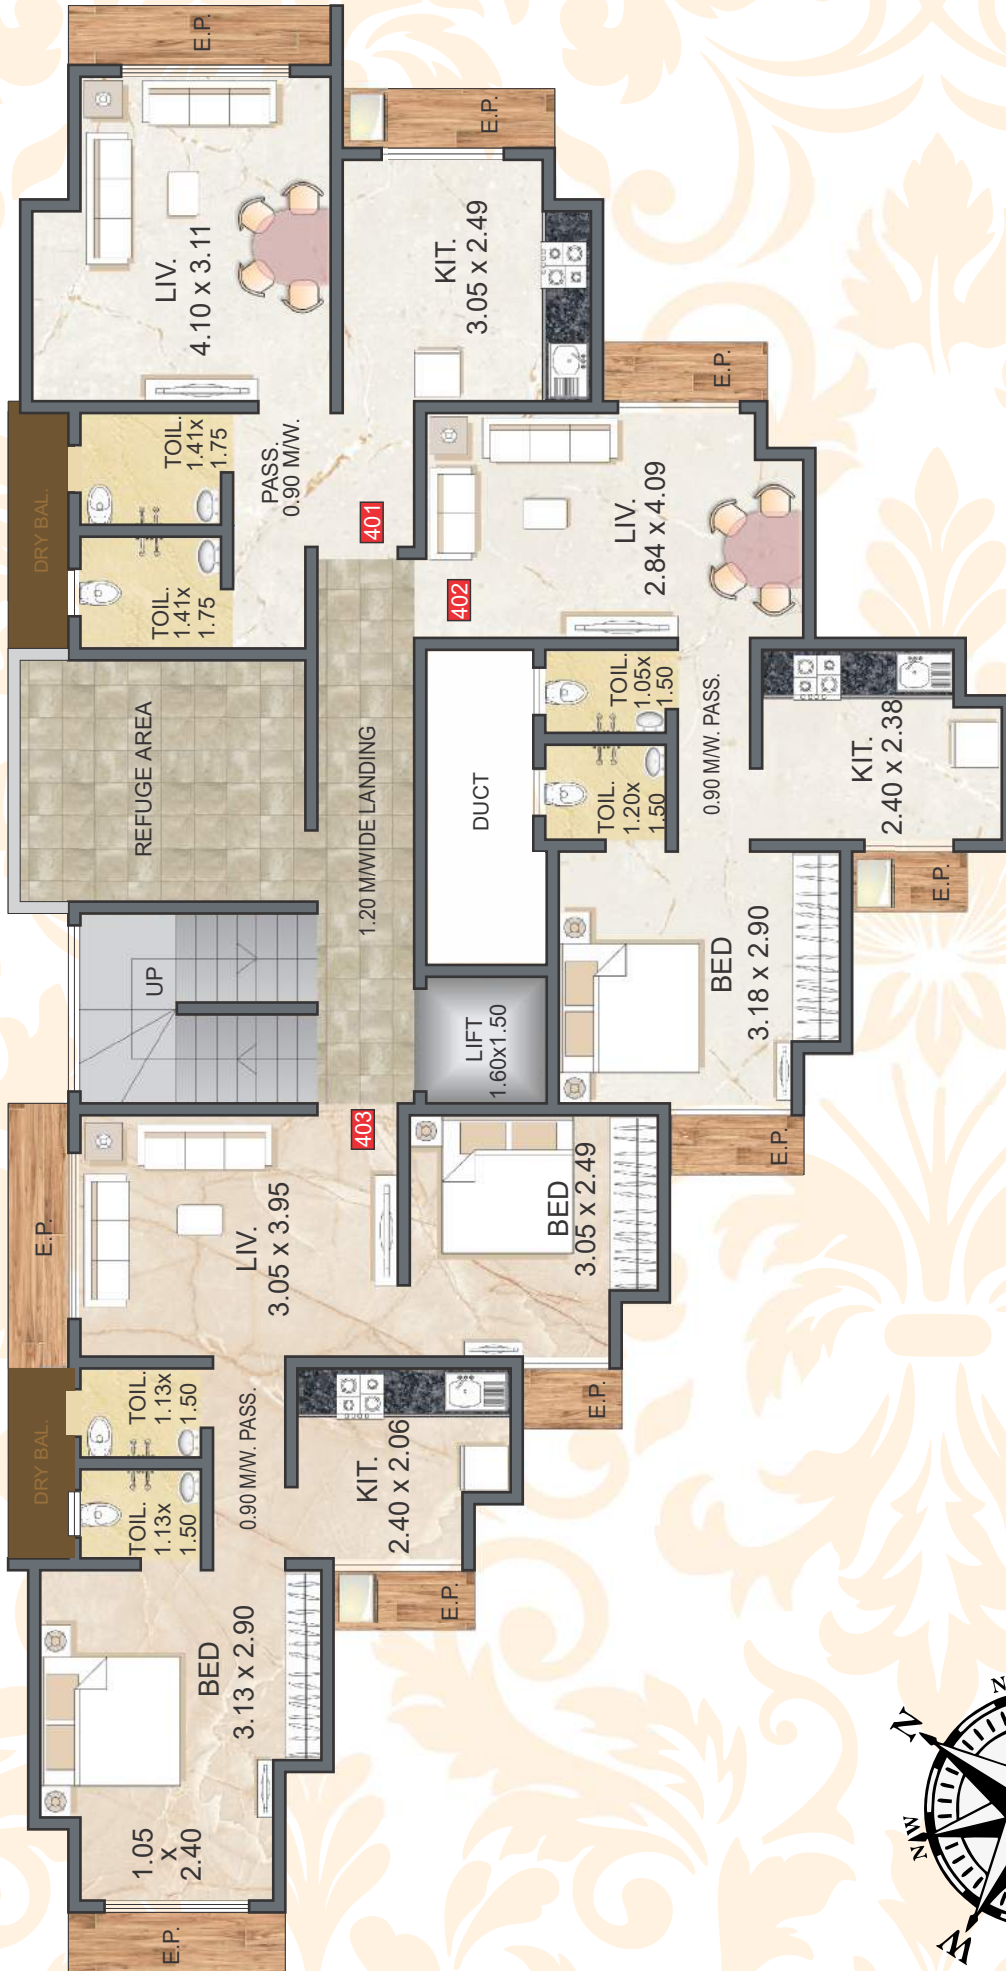 E.P.
LIV.
4.10 x 3.11
E.P.
KIT.
3.05 x 2.49
E.P.
DRY BAL.
TOIL.
1.41x
1.75
PASS.
0.90 M/W.
401
TOIL.
1.41x
1.75
402
LIV.
2.84 x 4.09
REFUGE AREA
1.20 M/WIDE LANDING
DUCT
TOIL.
1.05x
1.50
TOIL.
1.20x
1.50
0.90 M/W. PASS.
KIT.
2.40 x 2.38
E.P.
UP
LIFT
1.60x1.50
BED
3.18 x 2.90
E.P.
403
E.P.
LIV.
3.05 x 3.95
BED
3.05 x 2.49
E.P.
DRY BAL.
TOIL.
1.13x
1.50
TOIL.
1.13x
1.50
0.90 M/W. PASS.
KIT.
2.40 x 2.06
E.P.
BED
3.13 x 2.90
1.05
x
2.40
E.P.
N
NW
W